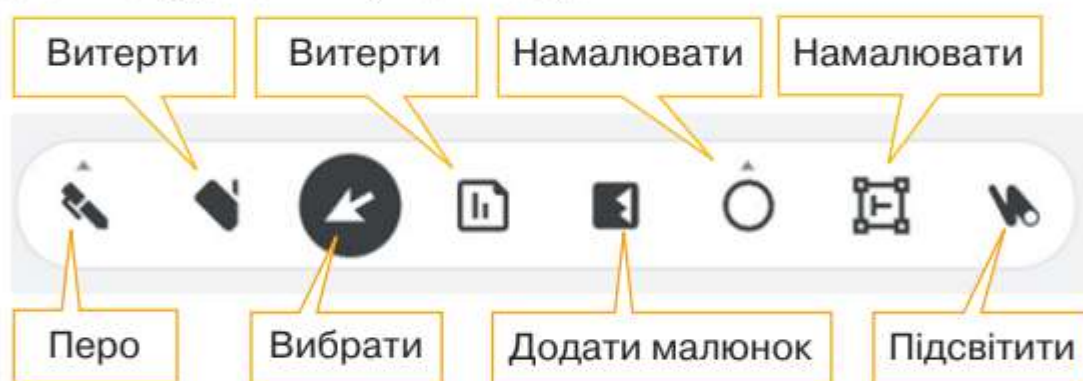 Витерти Витерти Намалювати Намалювати
Перо Вибрати Додати малюнок Підсвітити